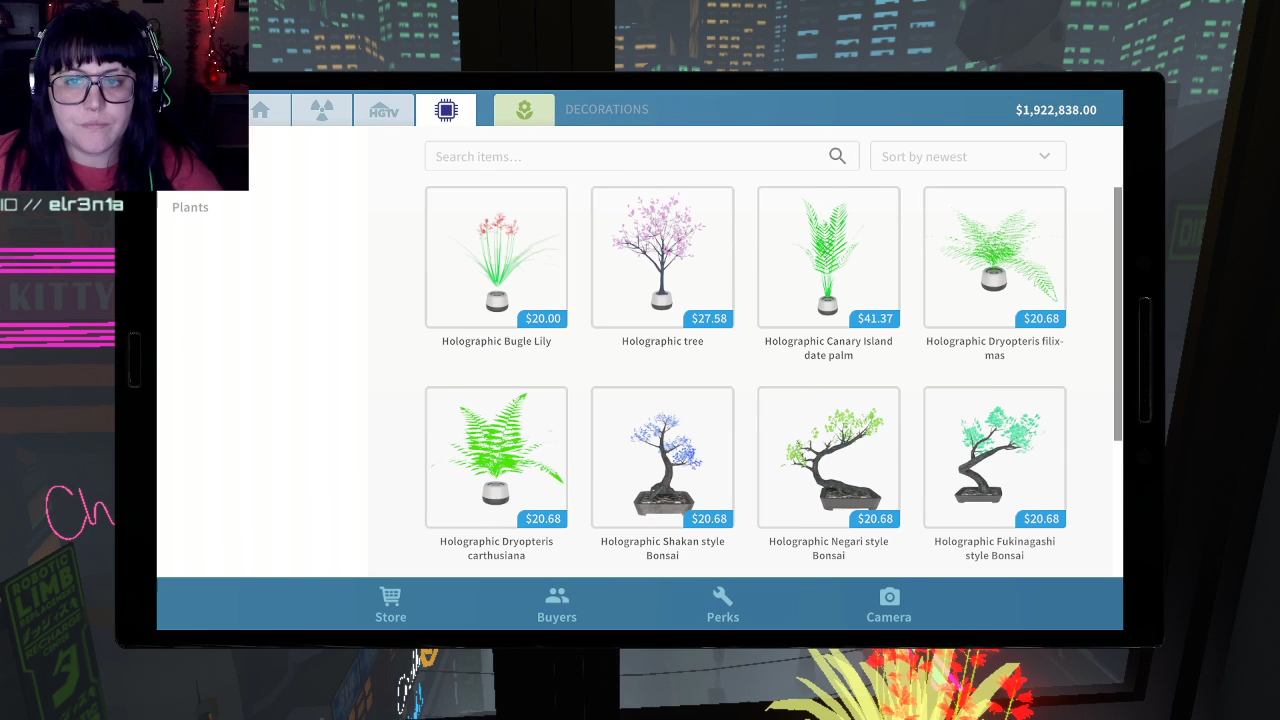 HGTV
DECORATIONS
$1,922,838.00
Search items...
Sort by newest
ID // elr3n1a
Plants
$20.00
$27.58
$41.37
$20.68
Holographic Bugle Lily
Holographic tree
Holographic Canary Island
date palm
Holographic Dryopteris filix-
mas
KITTY
$20.68
$20.68
$20.68
$20.68
Holographic Dryopteris
carthusiana
Holographic Shakan style
Bonsai
Holographic Negari style
Bonsai
Holographic Fukinagashi
style Bonsai
Ch
ROBOTIC
LIMB
RECHARGE
タ
Store
Buyers
Perks
Camera